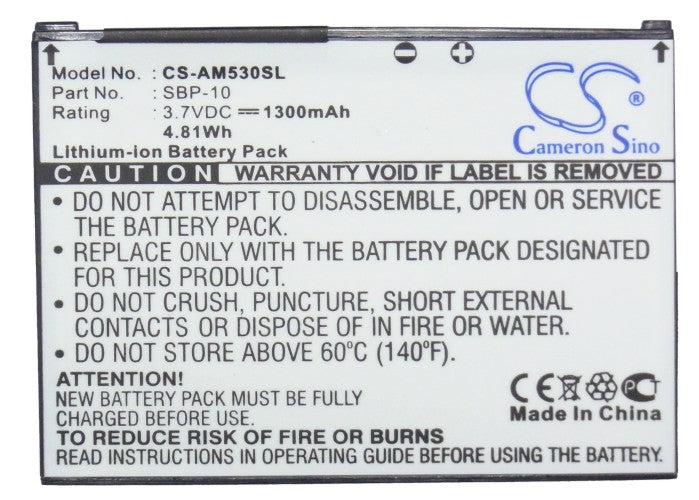 Model No. : CS-AM530SL
Part No. : SBP-10
Rating : 3.7VDC 1300mAh
4.81Wh
Lithium-ion Battery Pack
CS ®
Cameron Sino
CAUTION WARRANTY VOID IF LABEL IS REMOVED
• DO NOT ATTEMPT TO DISASSEMBLE, OPEN OR SERVICE
THE BATTERY PACK.
• REPLACE ONLY WITH THE BATTERY PACK DESIGNATED
FOR THIS PRODUCT.
• DO NOT CRUSH, PUNCTURE, SHORT EXTERNAL
CONTACTS OR DISPOSE OF IN FIRE OR WATER.
• DO NOT STORE ABOVE 60°C (140°F).
ATTENTION!
NEW BATTERY PACK MUST BE FULLY
CHARGED BEFORE USE
CE PCT
Made In China
TO REDUCE RISK OF FIRE OR BURNS
READ INSTRUCTIONS IN OPERATING GUIDE BEFORE USING BATTERY PACK.